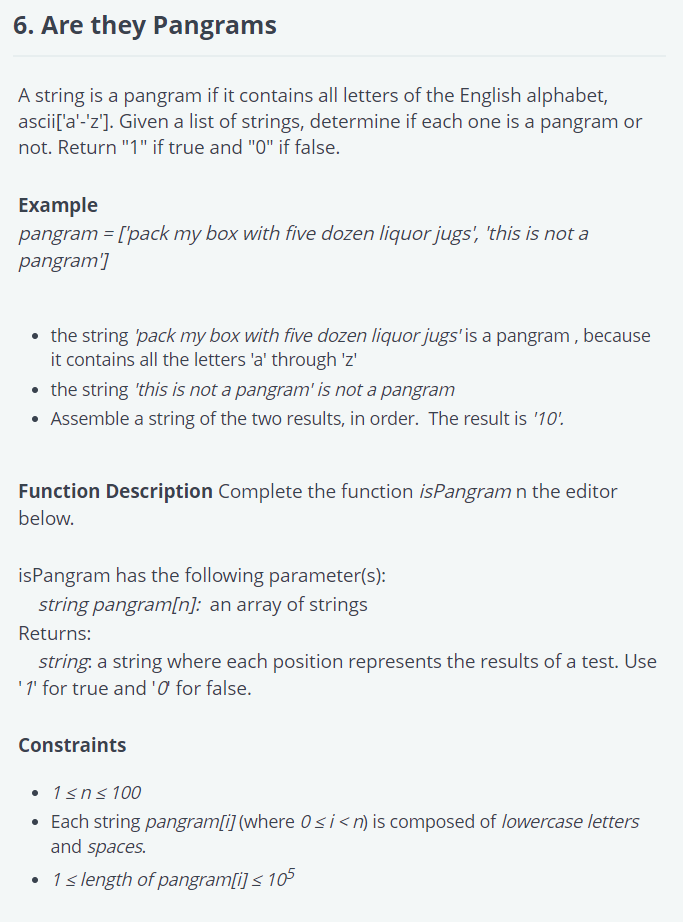 6. Are they Pangrams
A string is a pangram if it contains all letters of the English alphabet,
ascii['a'-'z']. Given a list of strings, determine if each one is a pangram or
not. Return "1" if true and "0" if false.
Example
pangram = ['pack my box with five dozen liquor jugs', 'this is not a
pangram']
• the string 'pack my box with five dozen liquor jugs' is a pangram , because
it contains all the letters 'a' through 'z'
• the string 'this is not a pangram' is not a pangram
• Assemble a string of the two results, in order. The result is '10'.
Function Description Complete the function isPangram n the editor
below.
isPangram has the following parameter(s):
string pangram[n]: an array of strings
Returns:
string: a string where each position represents the results of a test. Use
'1' for true and '0' for false.
Constraints
• 1 ≤ n ≤ 100
• Each string pangram[i] (where 0 ≤ i < n) is composed of lowercase letters
and spaces.
• 1 ≤ length of pangram[i] ≤ 10⁵